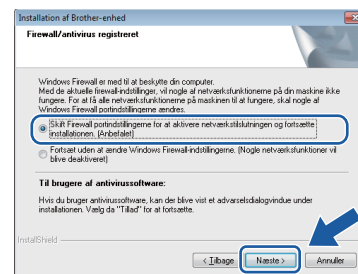 Installation af Brother-enhed
Firewall/antivirus registreret
Windows Firewall er med til at beskytte din computer.
Med de aktuelle firewall-indstillinger, vil nogle af netværksfunktionerne på din maskine ikke
fungere. For at få alle netværksfunktionerne på maskinen til at fungere, skal nogle af
Windows Firewall portindstillingerne ændres.
Skift Firewall portindstillingerne for at aktivere netværkstilslutningen og fortsætte
installationen. (Anbefalet)
Fortsæt uden at ændre Windows Firewall-indstillingerne. (Nogle netværksfunktioner vil
blive deaktiveret)
Til brugere af antivirussoftware:
Hvis du bruger antivirussoftware, kan der blive vist et advarselsdialogvindue under
installationen. Vælg da "Tillad" for at fortsætte.
InstallShield
< Tilbage Næste > Annuller